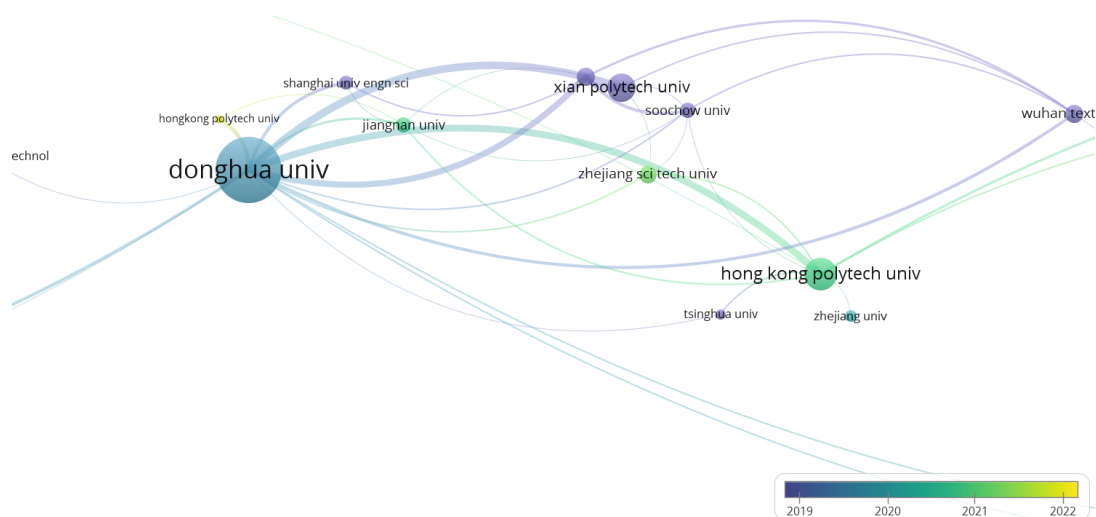 shanghai univ engn sci
xian polytech univ
soochow univ
wuhan text
hongkong polytech univ
jiangnan univ
echnol
donghua univ
zhejiang sci tech univ
hong kong polytech univ
tsinghua univ
zhejiang univ
2019 2020 2021 2022